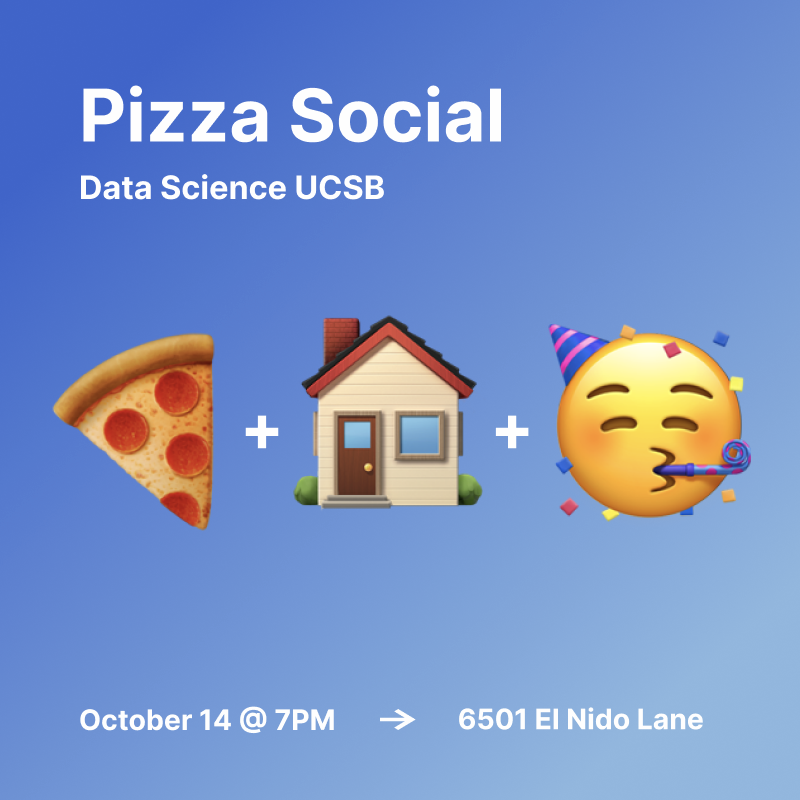 Pizza Social
Data Science UCSB
+ +
October 14 @ 7PM → 6501 El Nido Lane